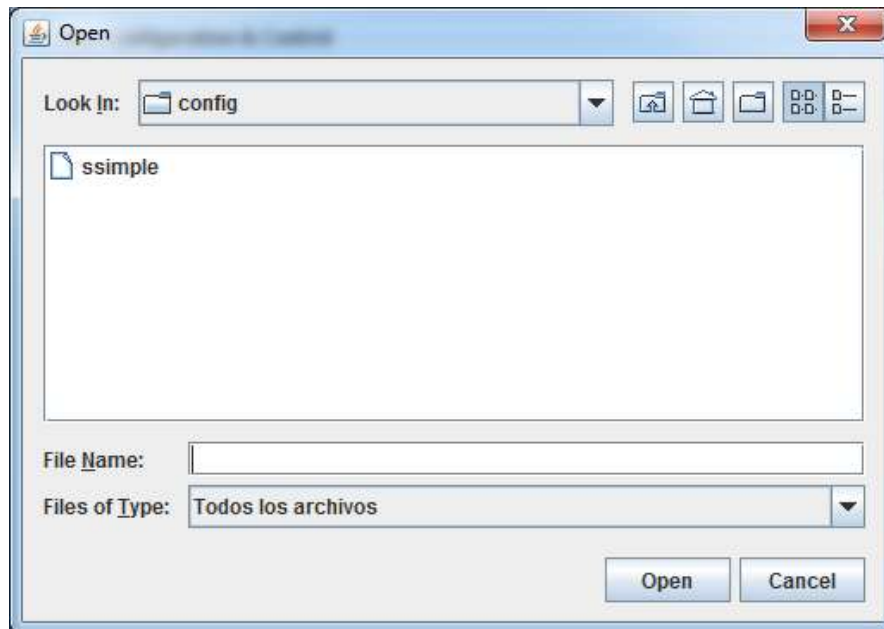 Open
Look In: config
ssimple
File Name:
Files of Type: Todos los archivos
Open Cancel